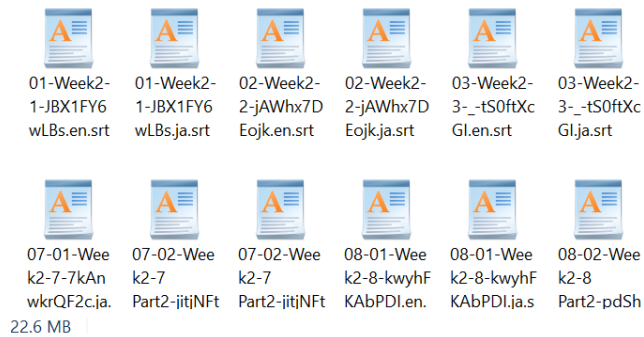 01-Week2-
1-JBX1FY6
wLBs.en.srt
01-Week2-
1-JBX1FY6
wLBs.ja.srt
02-Week2-
2-jAWhx7D
Eojk.en.srt
02-Week2-
2-jAWhx7D
Eojk.ja.srt
03-Week2-
3-_-tS0ftXc
GI.en.srt
03-Week2-
3-_-tS0ftXc
GI.ja.srt
07-01-Wee
k2-7-7kAn
wkrQF2c.ja.
07-02-Wee
k2-7
Part2-jitjNFt
07-02-Wee
k2-7
Part2-jitjNFt
08-01-Wee
k2-8-kwyhF
KAbPDI.en.
08-01-Wee
k2-8-kwyhF
KAbPDI.ja.s
08-02-Wee
k2-8
Part2-pdSh
22.6 MB